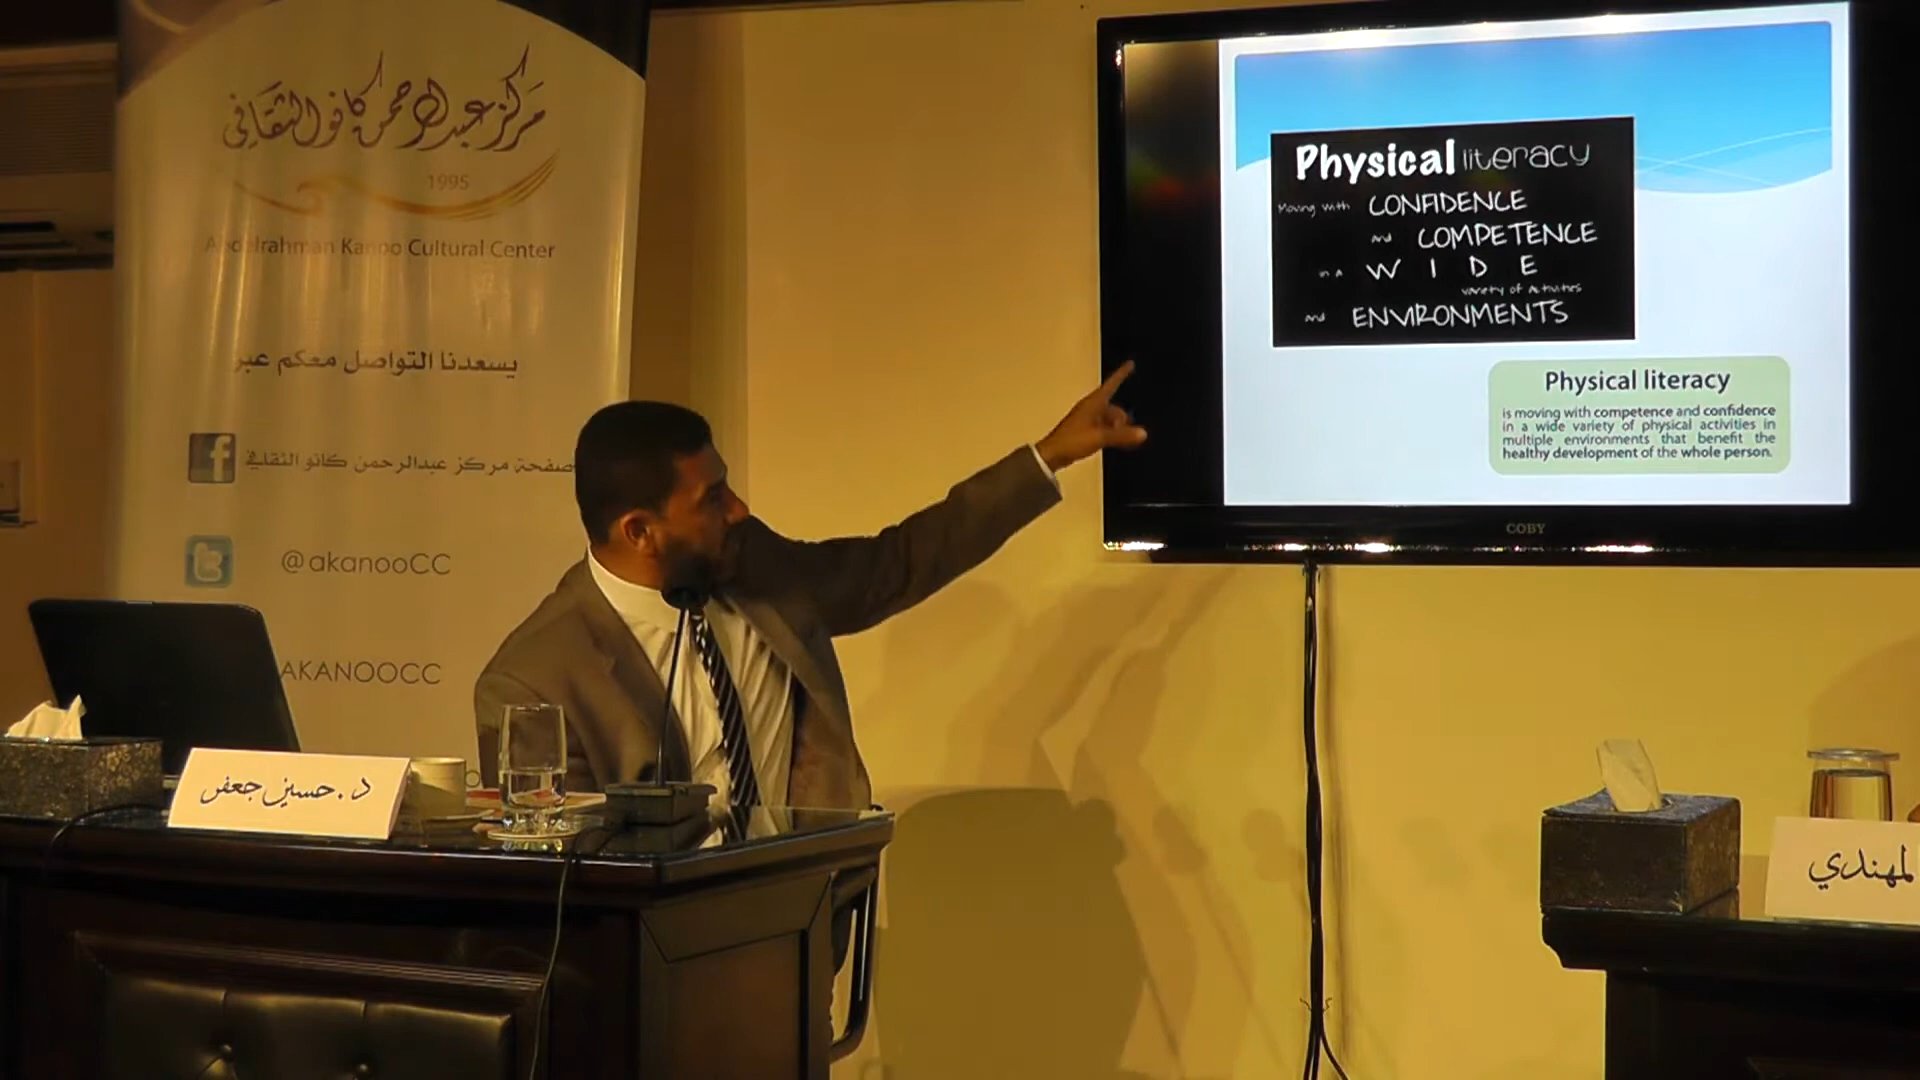 مركز عبدالرحمن كانو الثقافي
1995
Abdelrahman Kanoo Cultural Center
يسعدنا التواصل معكم عبر
صفحة مركز عبدالرحمن كانو الثقافي
@akanooCC
AKANOOCC
د. حسين جعفر
Physical literacy
Moving with CONFIDENCE
and COMPETENCE
in a WIDE
variety of Activities
and ENVIRONMENTS
Physical literacy
is moving with competence and confidence
in a wide variety of physical activities in
multiple environments that benefit the
healthy development of the whole person.
COBY
لمهندي